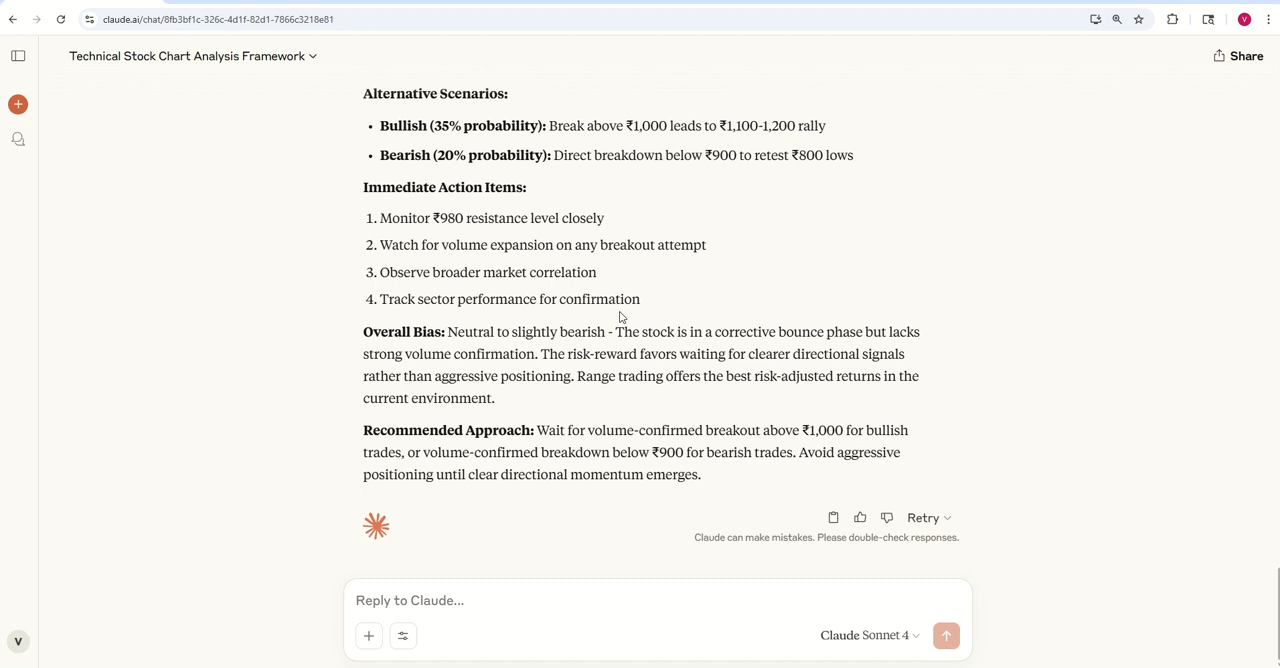 claude.ai/chat/8fb3bf1c-326c-4d1f-82d1-7866c3218e81
V
Technical Stock Chart Analysis Framework
Share
Alternative Scenarios:
• Bullish (35% probability): Break above ₹1,000 leads to ₹1,100-1,200 rally
• Bearish (20% probability): Direct breakdown below ₹900 to retest ₹800 lows
Immediate Action Items:
1. Monitor ₹980 resistance level closely
2. Watch for volume expansion on any breakout attempt
3. Observe broader market correlation
4. Track sector performance for confirmation
Overall Bias: Neutral to slightly bearish - The stock is in a corrective bounce phase but lacks
strong volume confirmation. The risk-reward favors waiting for clearer directional signals
rather than aggressive positioning. Range trading offers the best risk-adjusted returns in the
current environment.
Recommended Approach: Wait for volume-confirmed breakout above ₹1,000 for bullish
trades, or volume-confirmed breakdown below ₹900 for bearish trades. Avoid aggressive
positioning until clear directional momentum emerges.
Retry
Claude can make mistakes. Please double-check responses.
Reply to Claude...
Claude Sonnet 4
V